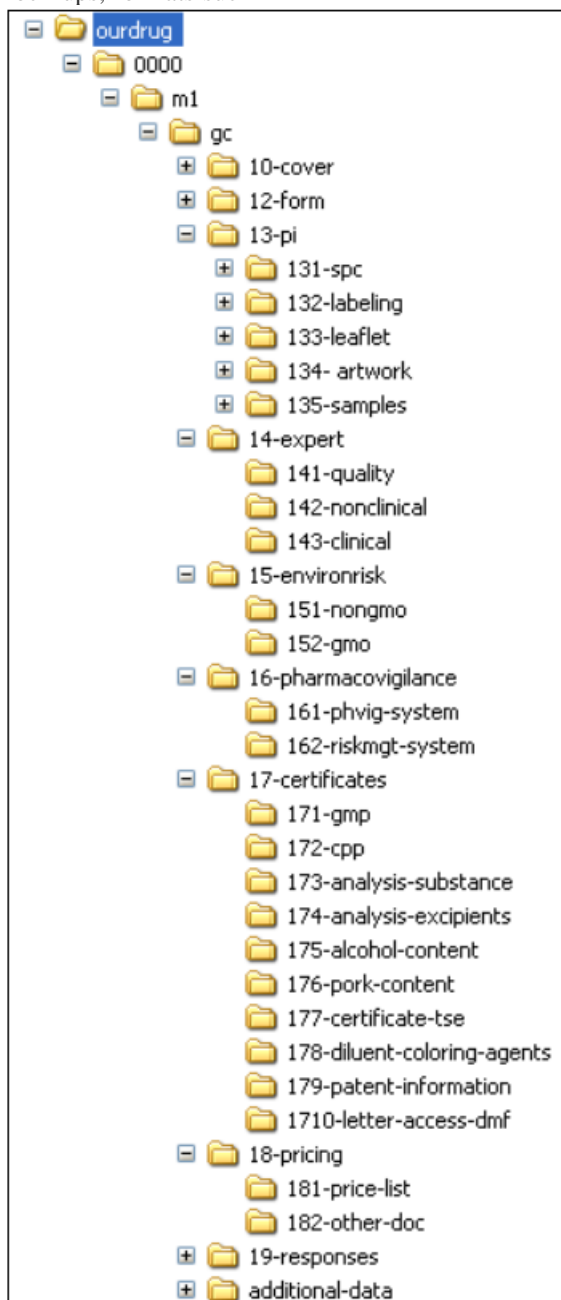 ourdrug
0000
m1
gc
10-cover
12-form
13-pi
131-spc
132-labeling
133-leaflet
134- artwork
135-samples
14-expert
141-quality
142-nonclinical
143-clinical
15-environrisk
151-nongmo
152-gmo
16-pharmacovigilance
161-phvig-system
162-riskmgt-system
17-certificates
171-gmp
172-cpp
173-analysis-substance
174-analysis-excipients
175-alcohol-content
176-pork-content
177-certificate-tse
178-diluent-coloring-agents
179-patent-information
1710-letter-access-dmf
18-pricing
181-price-list
182-other-doc
19-responses
additional-data